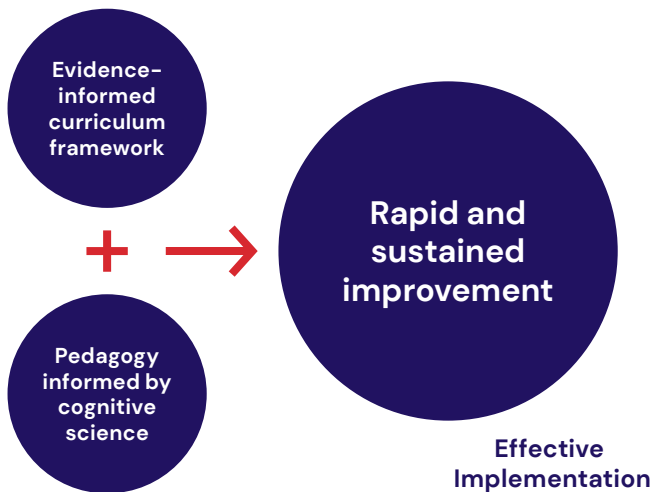 Evidence-
informed
curriculum
framework
+
Pedagogy
informed by
cognitive
science
Rapid and
sustained
improvement
Effective
Implementation